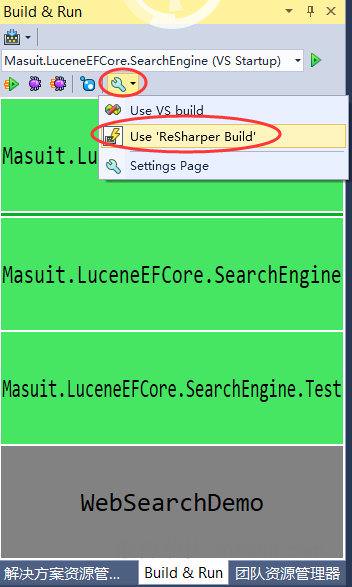 Build & Run
Masuit.LuceneEFCore.SearchEngine (VS Startup)
Use VS build
Use 'ReSharper Build'
Settings Page
Masuit.Lu
Masuit.LuceneEFCore.SearchEngine
Masuit.LuceneEFCore.SearchEngine.Test
WebSearchDemo
解决方案资源管... Build & Run 团队资源管理器